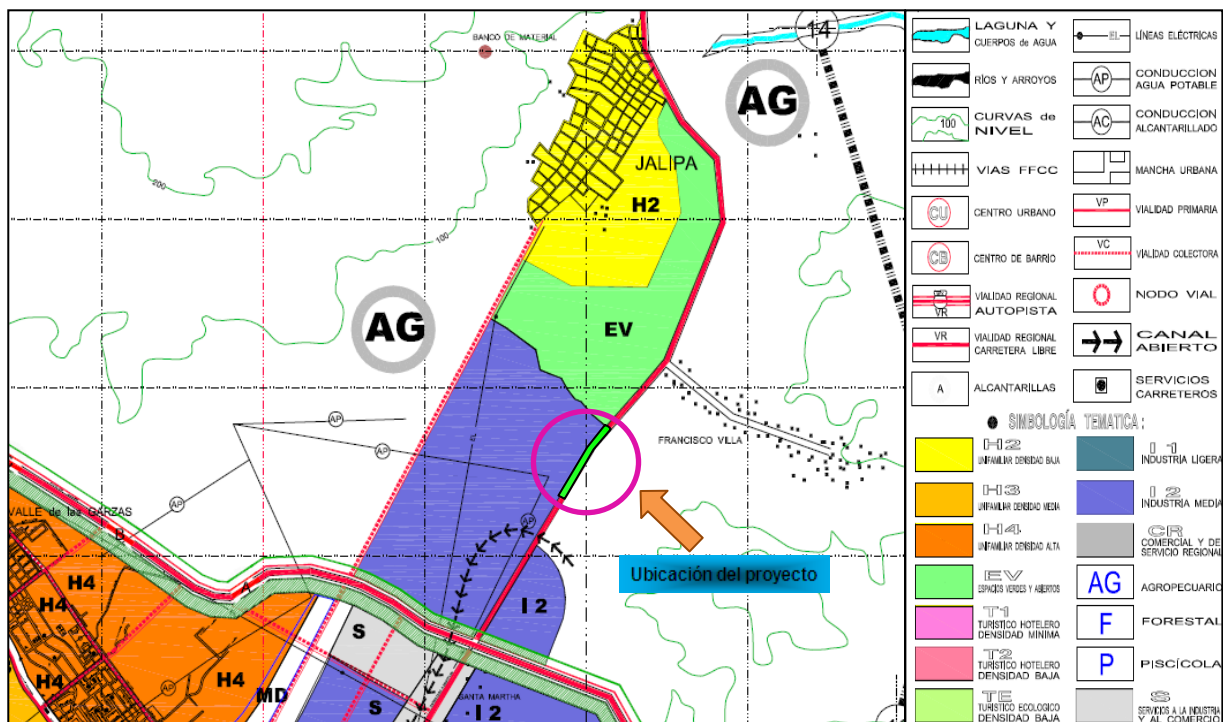 BANCO DE MATERIAL
14
AG
200
100
JALIPA
H2
AG
EV
AP
AP
EL
FRANCISCO VILLA
AP
AP
VALLE de las GARZAS
B
A
Ubicación del proyecto
H4
H4
H4
H4
AP
I 2
S
MD
S
SANTA MARTHA
I 2
LAGUNA Y
CUERPOS de AGUA
EL
LÍNEAS ELÉCTRICAS
RÍOS Y ARROYOS
AP
CONDUCCION
AGUA POTABLE
100
CURVAS de
NIVEL
AC
CONDUCCION
ALCANTARILLADO
VIAS FFCC
MANCHA URBANA
CU
CENTRO URBANO
VP
VIALIDAD PRIMARIA
CB
CENTRO DE BARRIO
VC
VIALIDAD COLECTORA
VR
VIALIDAD REGIONAL
AUTOPISTA
NODO VIAL
VR
VIALIDAD REGIONAL
CARRETERA LIBRE
CANAL
ABIERTO
A
ALCANTARILLAS
SERVICIOS
CARRETEROS
SIMBOLOGÍA TEMATICA :
H2
UNIFAMILIAR DENSIDAD BAJA
I 1
INDUSTRIA LIGERA
H3
UNIFAMILIAR DENSIDAD MEDIA
I 2
INDUSTRIA MEDIA
H4
UNIFAMILIAR DENSIDAD ALTA
CR
COMERCIAL Y DE
SERVICIO REGIONAL
EV
ESPACIOS VERDES Y ABIERTOS
AG
AGROPECUARIO
T1
TURISTICO HOTELERO
DENSIDAD MINIMA
F
FORESTAL
T2
TURISTICO HOTELERO
DENSIDAD BAJA
P
PISCÍCOLA
TE
TURISTICO ECOLOGICO
DENSIDAD BAJA
S
SERVICIOS A LA INDUSTRIA
Y AL COMERCIO